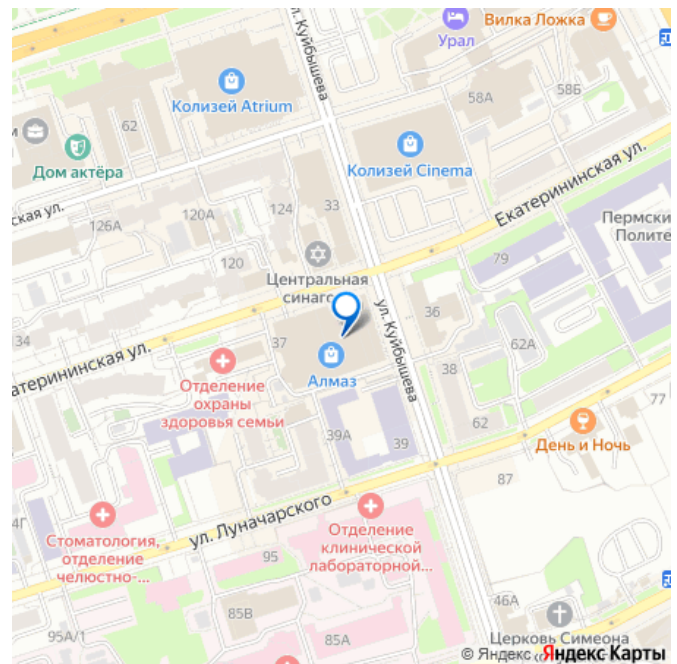 Вилка Ложка
Урал
ул. Куйбышева
58Б
58А
Колизей Atrium
62
Дом актёра
Колизей Cinema
ская ул.
Екатерининская ул.
126А
120А
124
33
Пермски
Полите
79
120
Центральная
синаго
34
37
ул. Куйбышева
36
62А
атерининская ул.
Алмаз
38
Отделение
охраны
здоровья семьи
77
62
39А
39
День и Ночь
87
ул. Луначарского
4Г
Стоматология,
отделение
челюстно-...
Отделение
клинической
лабораторной...
95
85В
46А
95А/1
85А
Церковь Симеона
© Яндекс Яндекс Карты